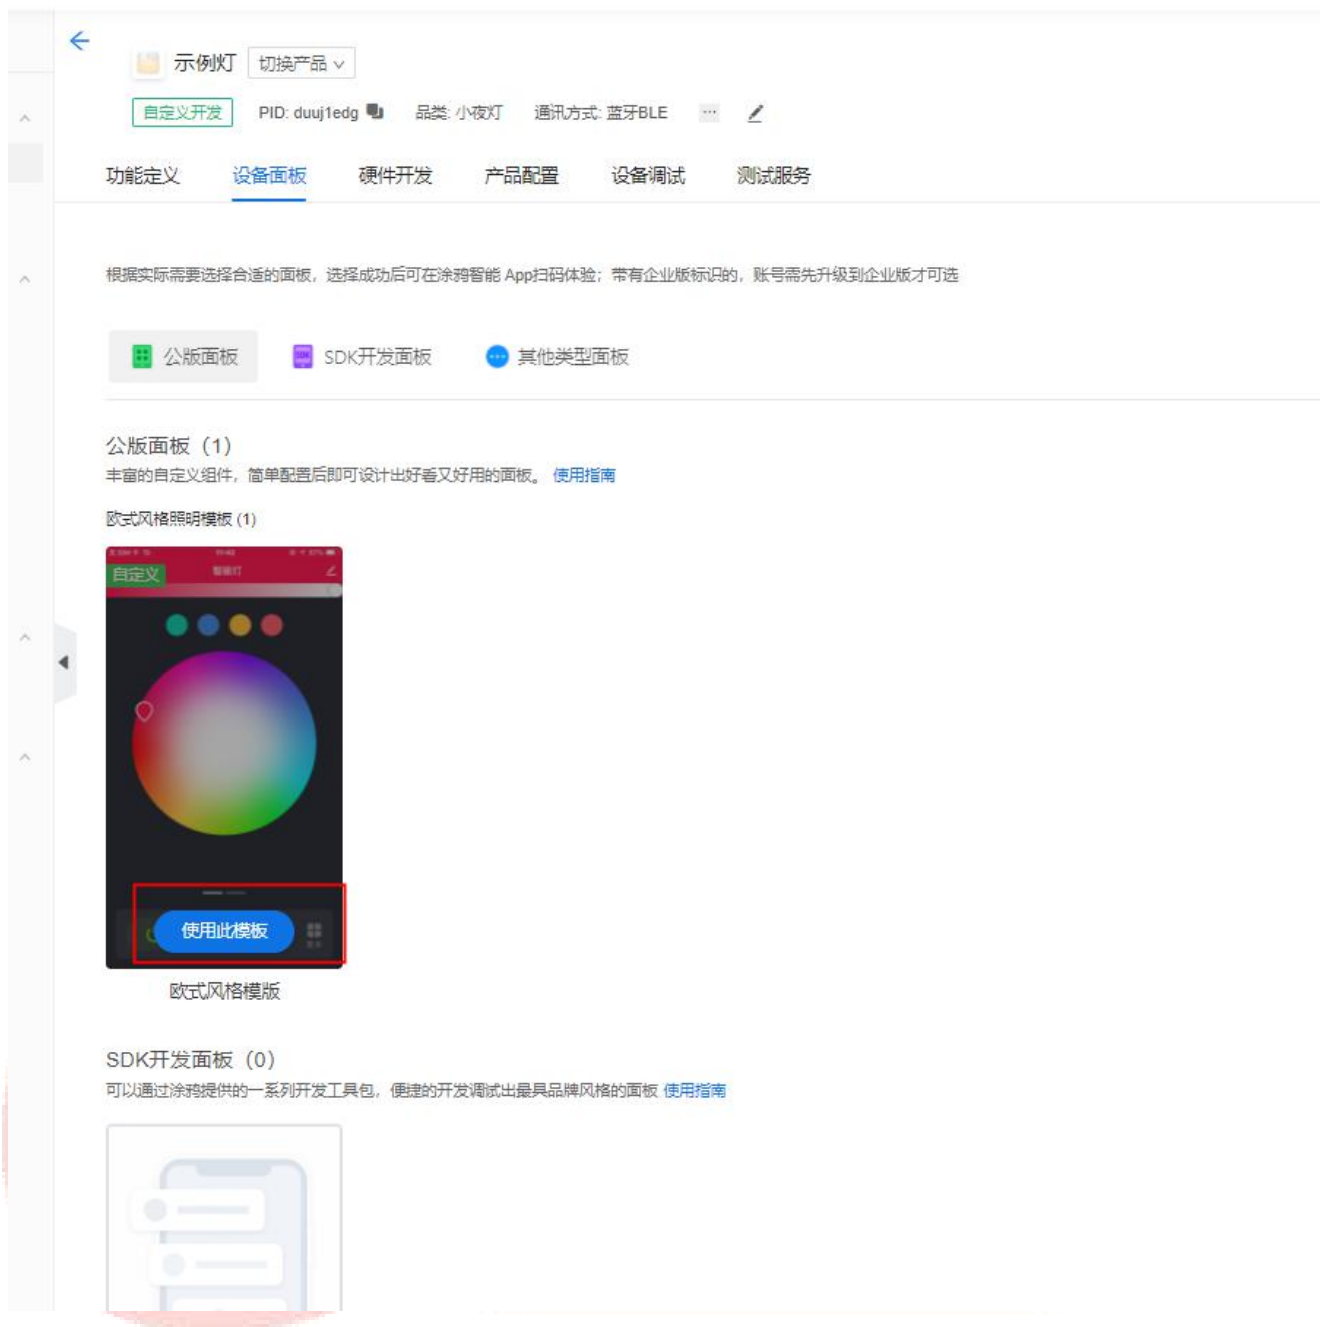 示例灯 切换产品
自定义开发 PID: duuj1edg 品类: 小夜灯 通讯方式: 蓝牙BLE ...
功能定义 设备面板 硬件开发 产品配置 设备调试 测试服务
根据实际需要选择合适的面板，选择成功后可在涂鸦智能 App扫码体验；带有企业版标识的，账号需先升级到企业版才可选
公版面板 SDK开发面板 其他类型面板
公版面板（1）
丰富的自定义组件，简单配置后即可设计出好看又好用的面板。 使用指南
欧式风格照明模板 (1)
自定义 智能灯
使用此模板
欧式风格模版
SDK开发面板（0）
可以通过涂鸦提供的一系列开发工具包，便捷的开发调试出最具品牌风格的面板 使用指南